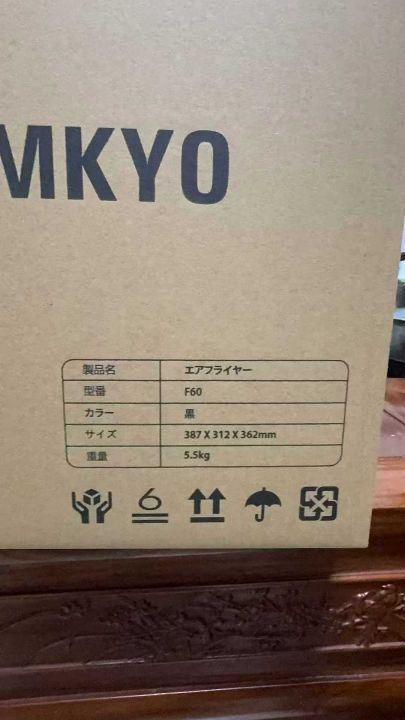 MKYO
製品名 エアフライヤー
型番 F60
カラー 黒
サイズ 387 X 312 X 362mm
重量 5.5kg
6